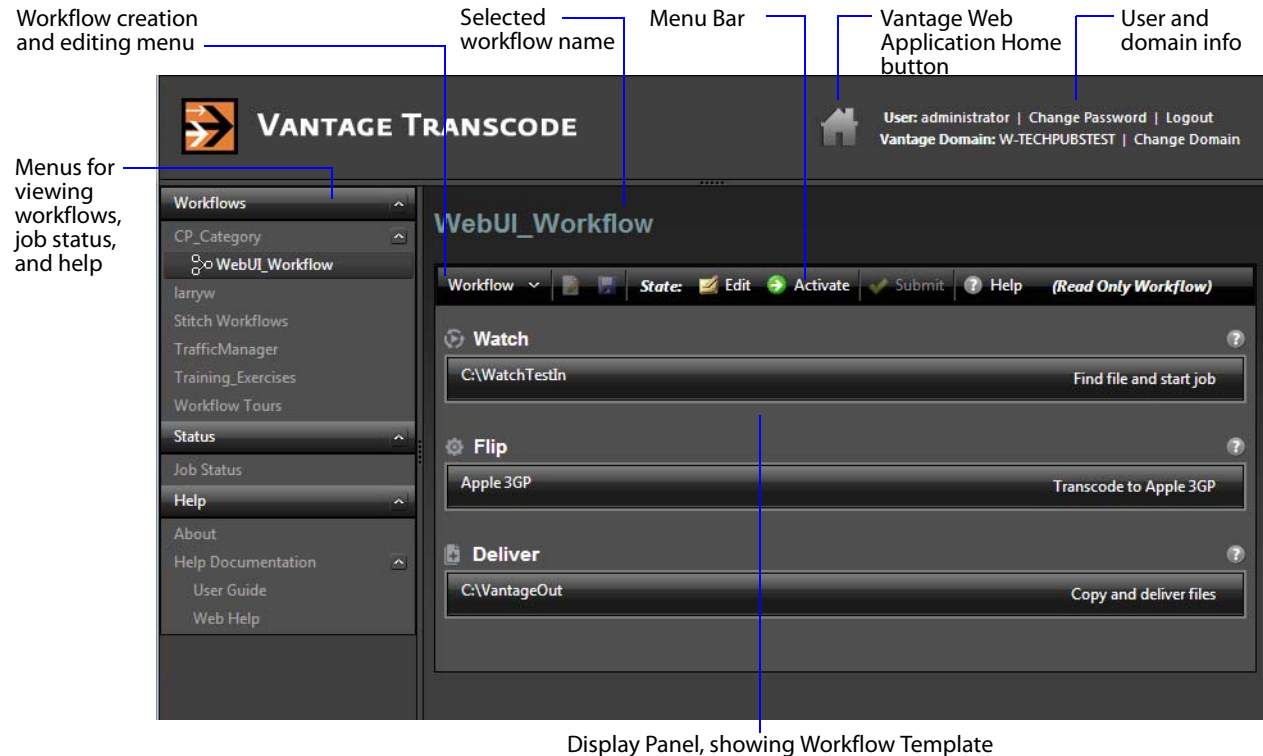 Workflow creation
and editing menu
Selected
workflow name
Menu Bar
Vantage Web
Application Home
button
User and
domain info
VANTAGE TRANSCODE
User: administrator | Change Password | Logout
Vantage Domain: W-TECHPUBSTEST | Change Domain
Menus for
viewing
workflows,
job status,
and help
Workflows
CP_Category
WebUI_Workflow
larryw
Stitch Workflows
TrafficManager
Training_Exercises
Workflow Tours
Status
Job Status
Help
About
Help Documentation
User Guide
Web Help
WebUI_Workflow
Workflow State: Edit Activate Submit ? Help (Read Only Workflow)
Watch ?
C:\WatchTestIn Find file and start job
Flip ?
Apple 3GP Transcode to Apple 3GP
Deliver ?
C:\VantageOut Copy and deliver files
Display Panel, showing Workflow Template